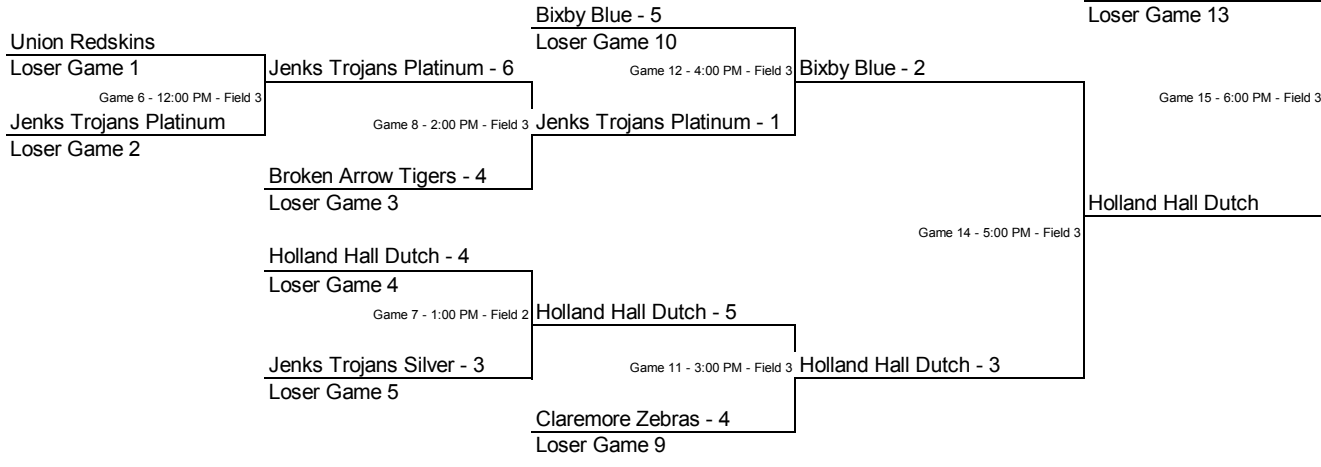 Bixby Blue - 5
Loser Game 13
Union Redskins
Loser Game 10
Loser Game 1
Jenks Trojans Platinum - 6
Game 12 - 4:00 PM - Field 3
Bixby Blue - 2
Game 6 - 12:00 PM - Field 3
Game 15 - 6:00 PM - Field 3
Jenks Trojans Platinum
Game 8 - 2:00 PM - Field 3
Jenks Trojans Platinum - 1
Loser Game 2
Broken Arrow Tigers - 4
Loser Game 3
Holland Hall Dutch
Game 14 - 5:00 PM - Field 3
Holland Hall Dutch - 4
Loser Game 4
Game 7 - 1:00 PM - Field 2
Holland Hall Dutch - 5
Jenks Trojans Silver - 3
Game 11 - 3:00 PM - Field 3
Holland Hall Dutch - 3
Loser Game 5
Claremore Zebras - 4
Loser Game 9